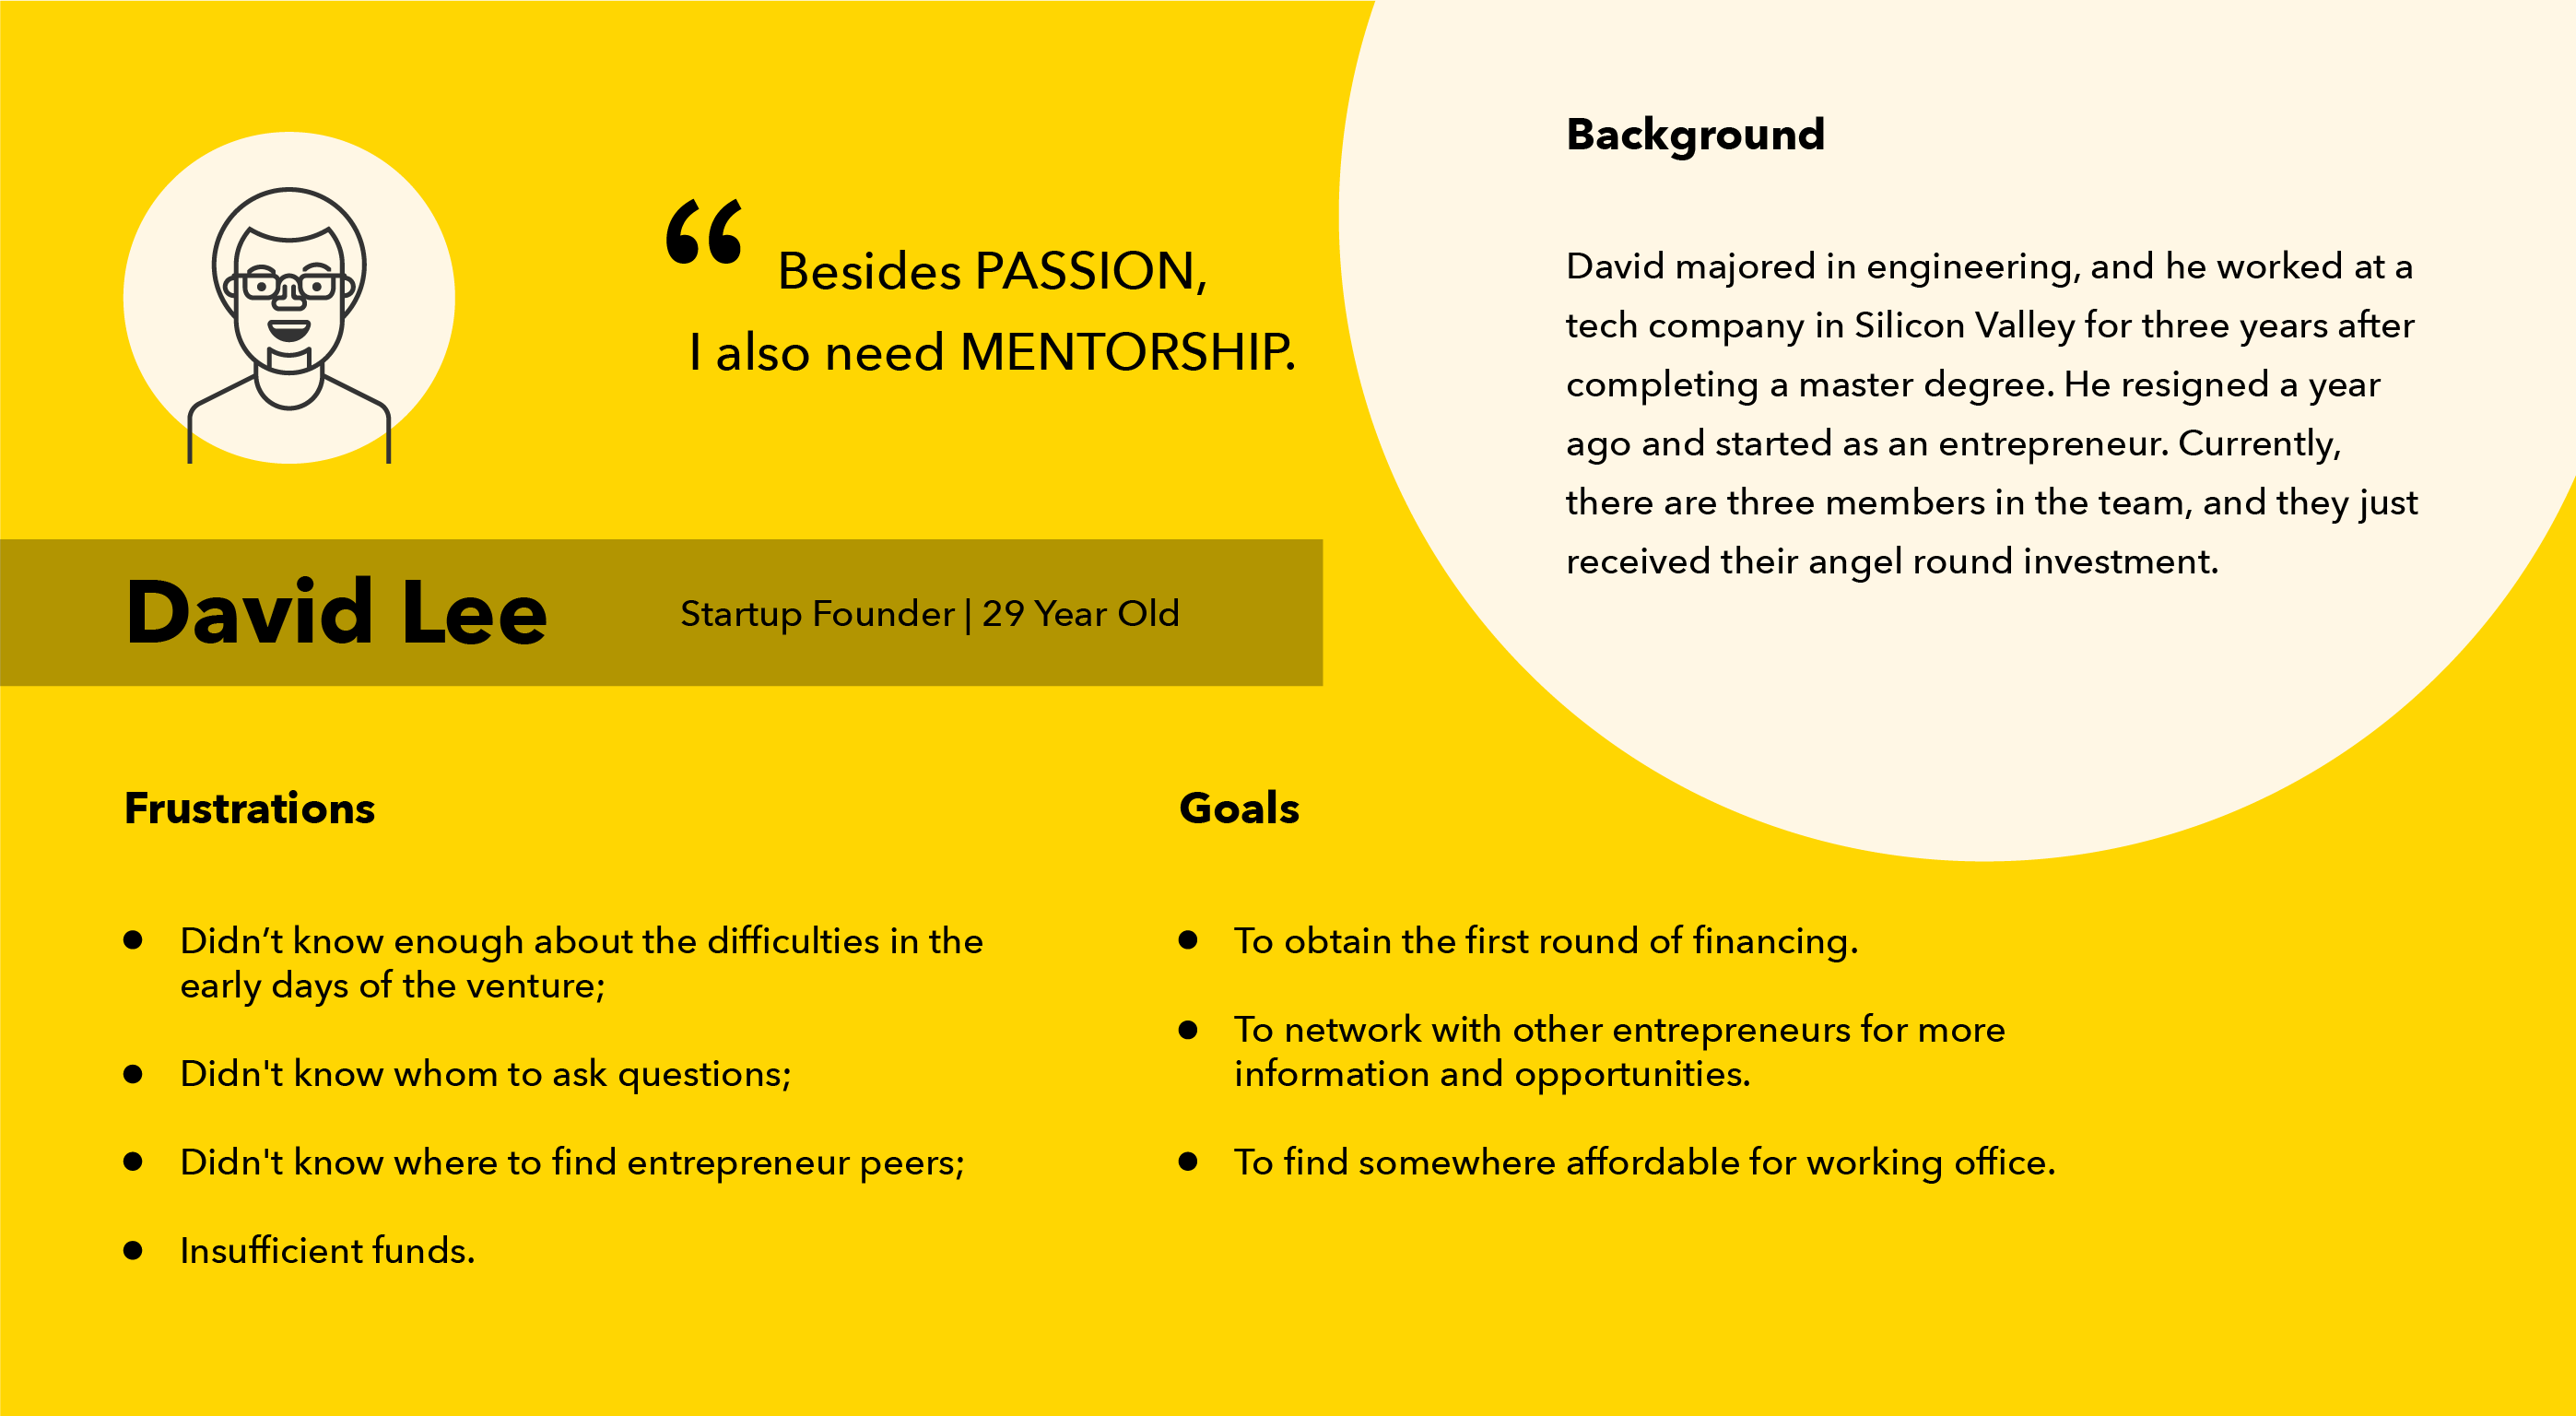 “ Besides PASSION,
I also need MENTORSHIP.
David Lee
Startup Founder | 29 Year Old
Background
David majored in engineering, and he worked at a
tech company in Silicon Valley for three years after
completing a master degree. He resigned a year
ago and started as an entrepreneur. Currently,
there are three members in the team, and they just
received their angel round investment.
Frustrations
● Didn’t know enough about the difficulties in the
early days of the venture;
● Didn't know whom to ask questions;
● Didn't know where to find entrepreneur peers;
● Insufficient funds.
Goals
● To obtain the first round of financing.
● To network with other entrepreneurs for more
information and opportunities.
● To find somewhere affordable for working office.